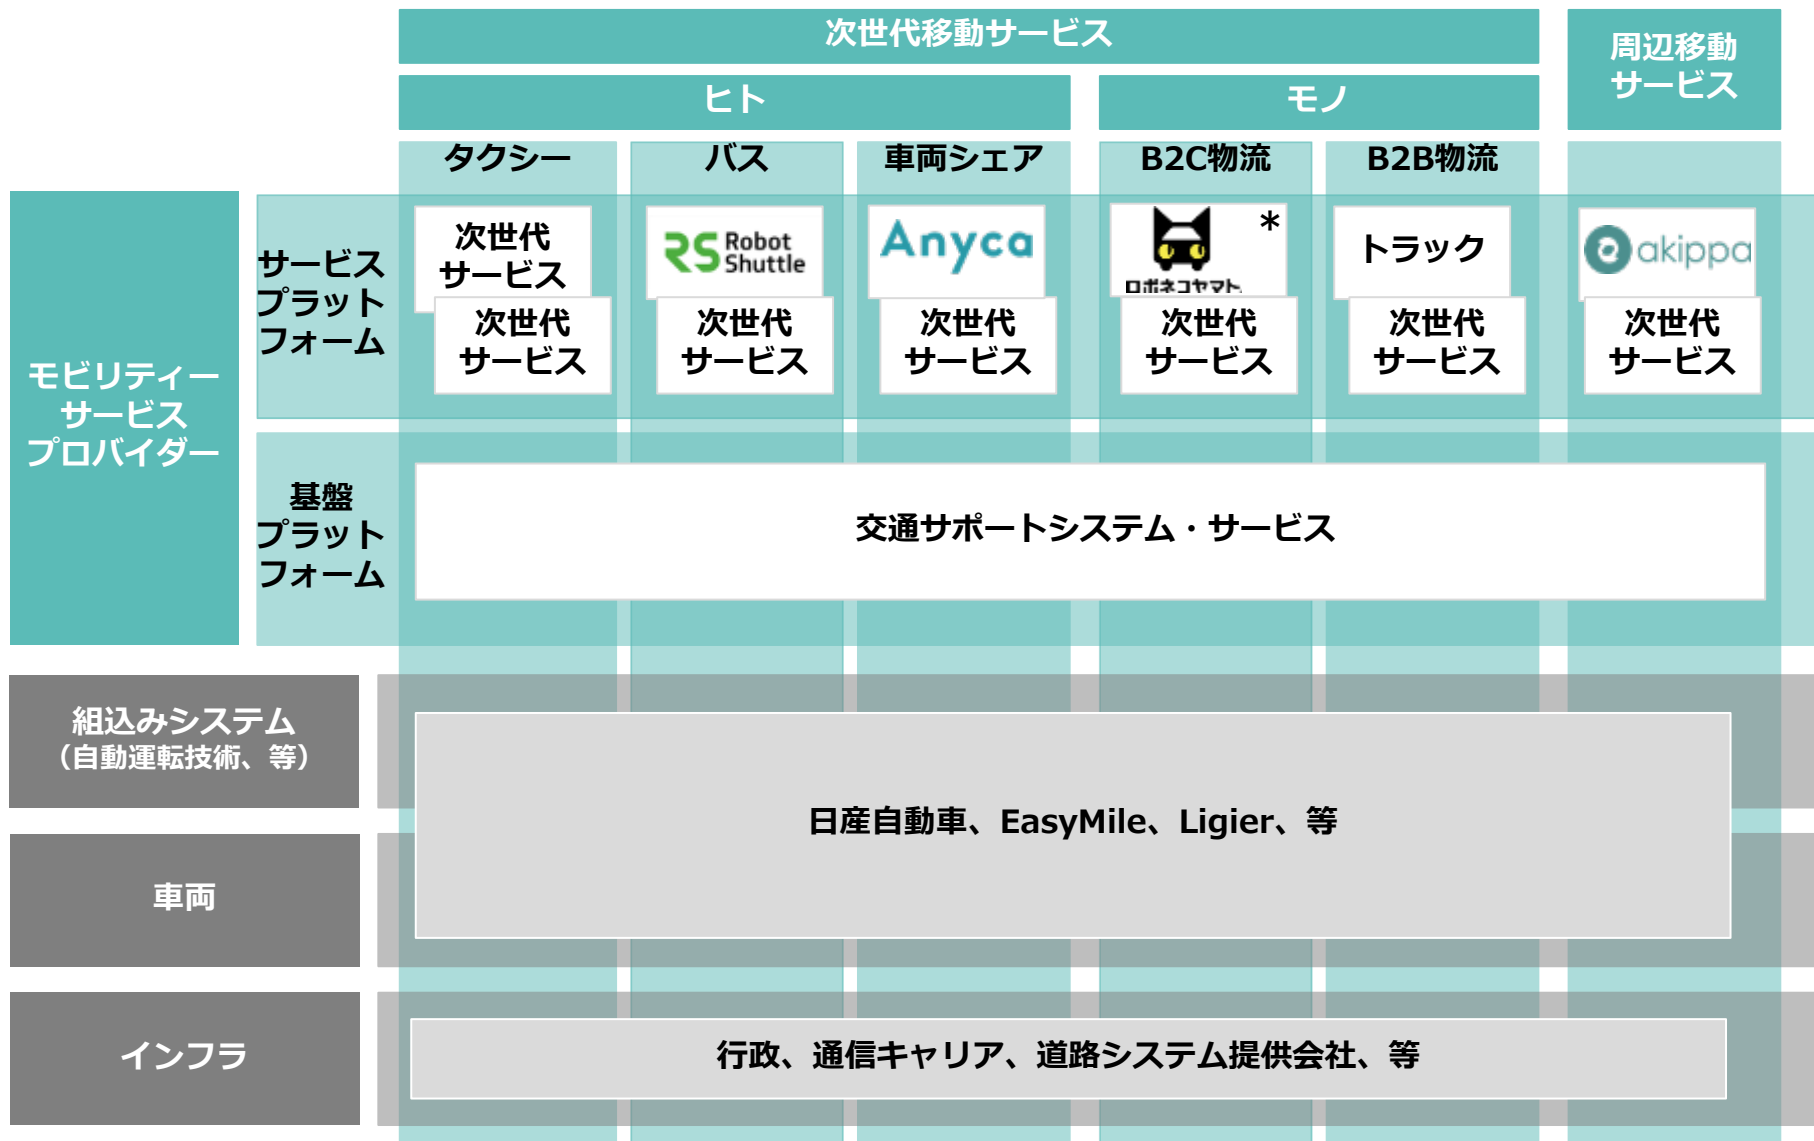 次世代移動サービス
周辺移動
サービス
ヒト
モノ
タクシー
バス
車両シェア
B2C物流
B2B物流
モビリティー
サービス
プロバイダー
サービス
プラット
フォーム
次世代
サービス
次世代
サービス
RS Robot
Shuttle
次世代
サービス
Anyca
次世代
サービス
*
ロボネコヤマト
次世代
サービス
トラック
次世代
サービス
akippa
次世代
サービス
基盤
プラット
フォーム
交通サポートシステム・サービス
組込みシステム
（自動運転技術、等）
日産自動車、EasyMile、Ligier、等
車両
インフラ
行政、通信キャリア、道路システム提供会社、等